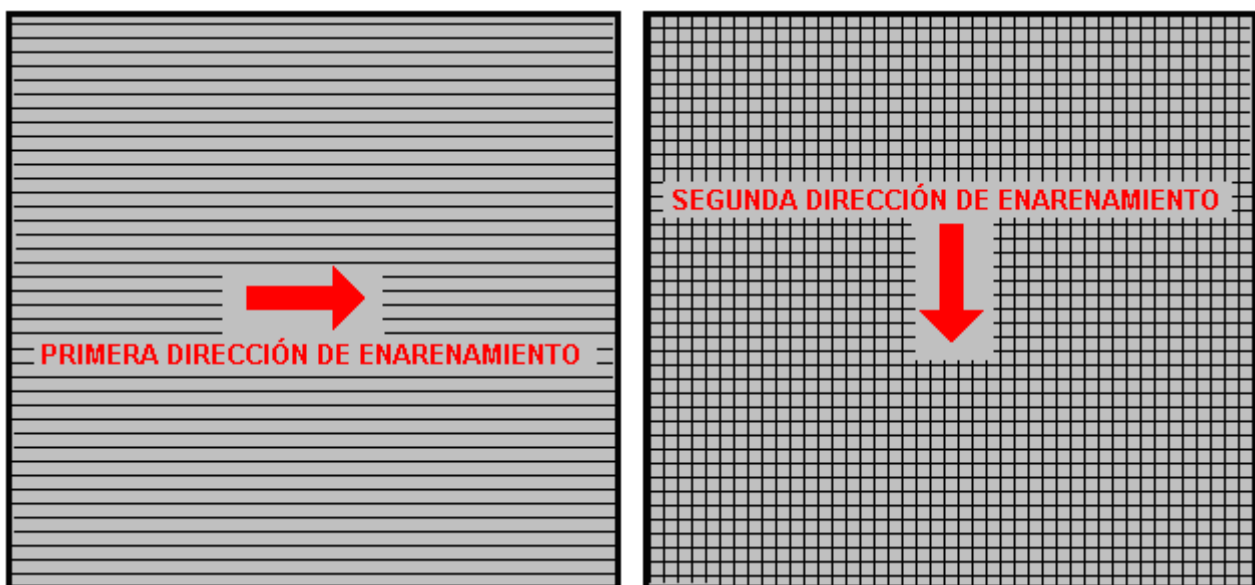 PRIMERA DIRECCIÓN DE ENARENAMIENTO
SEGUNDA DIRECCIÓN DE ENARENAMIENTO